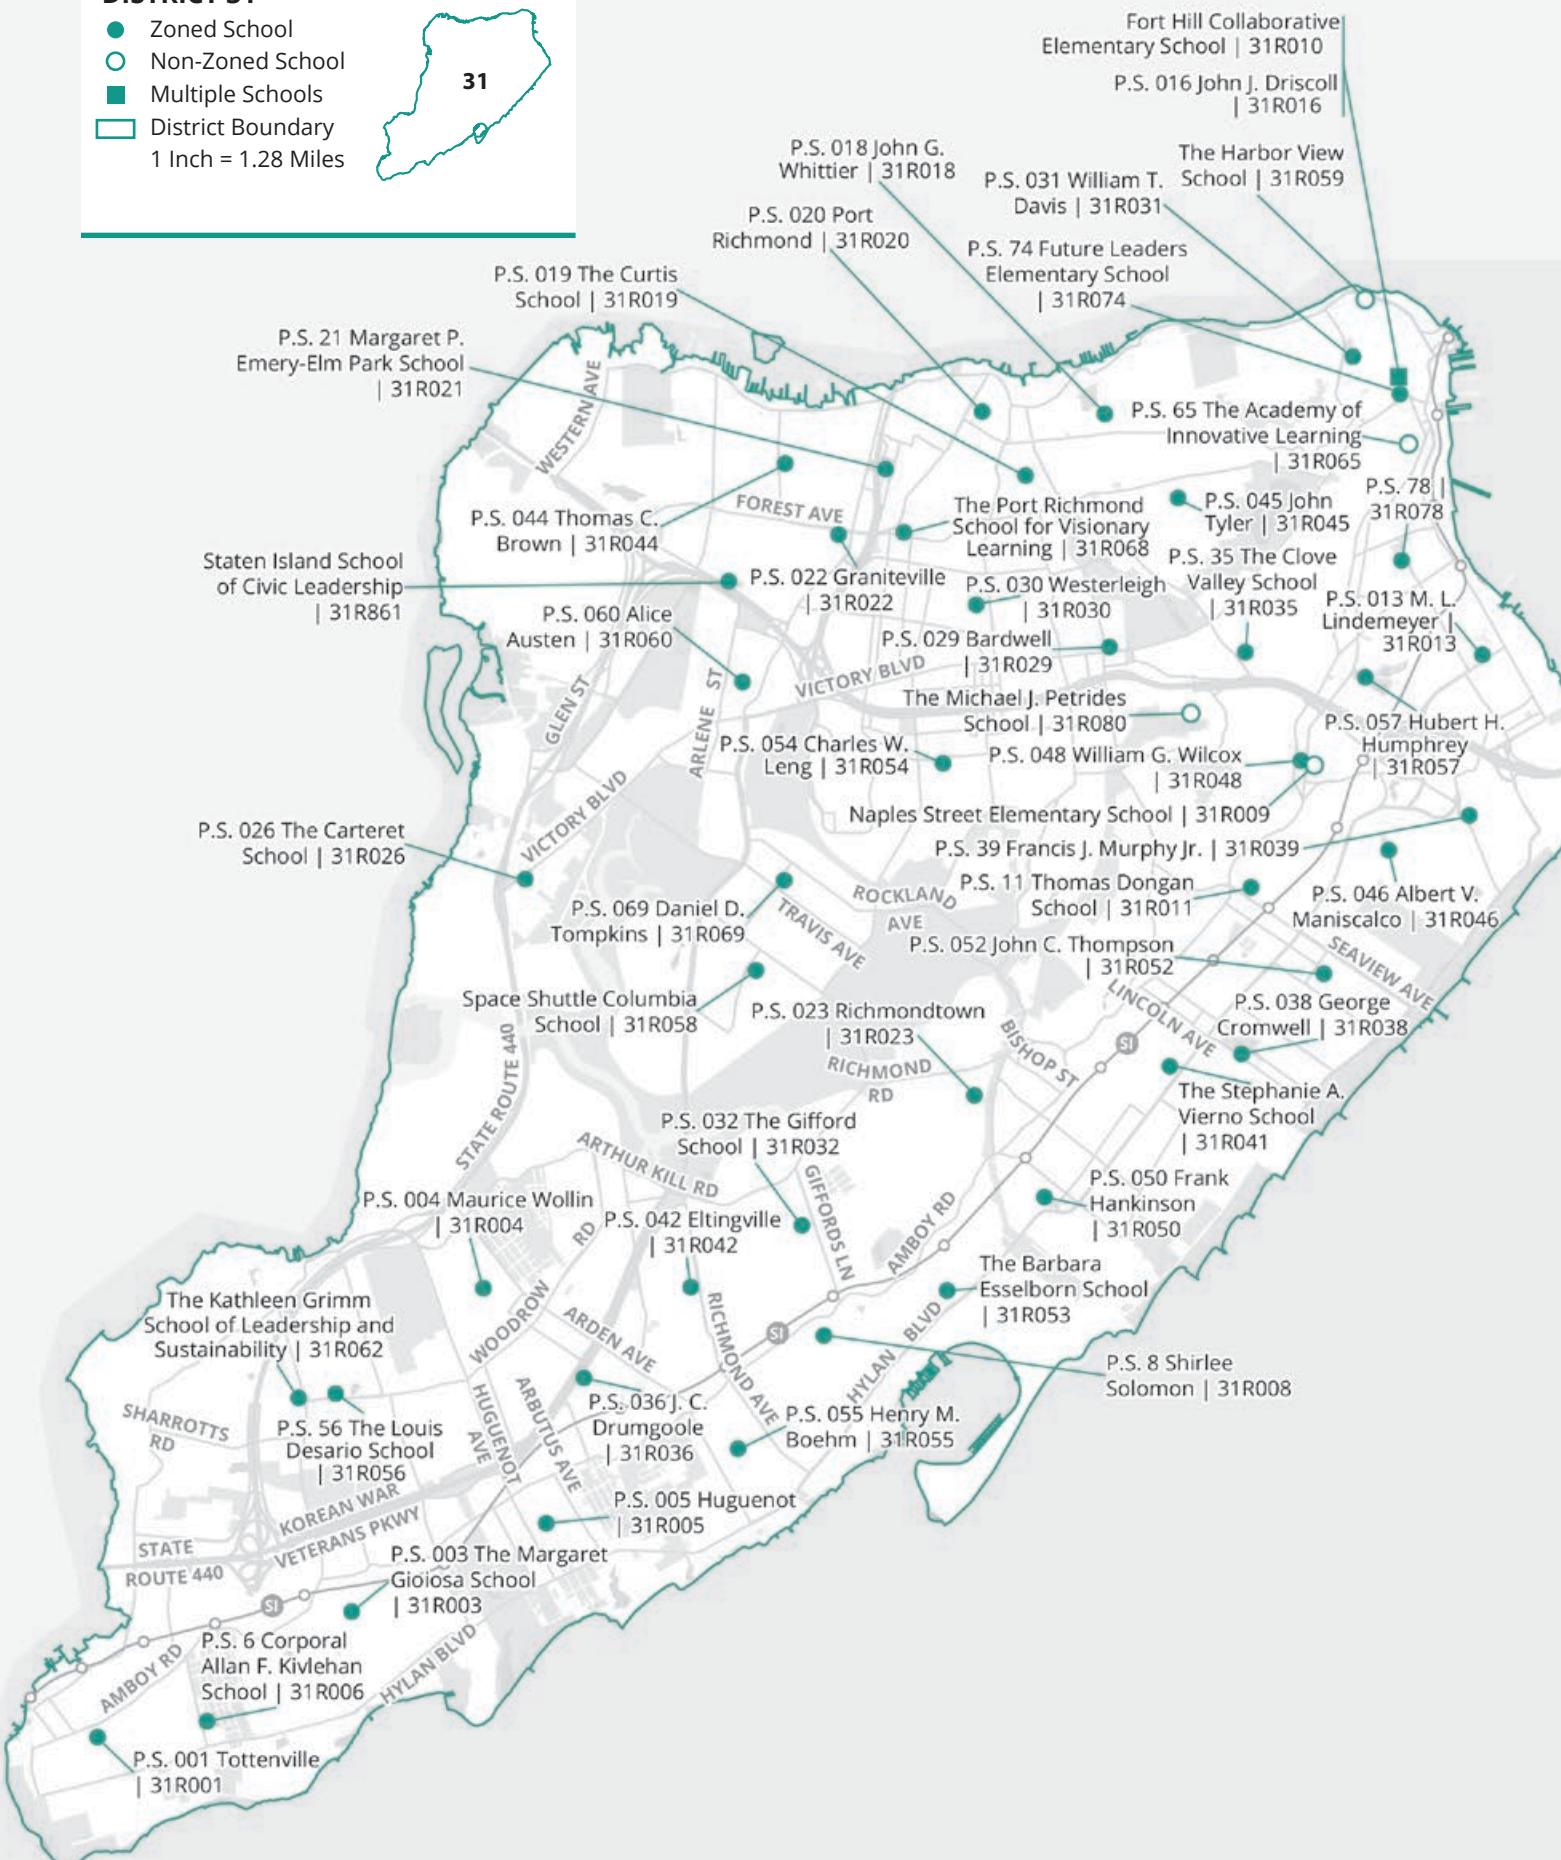 DISTRICT 31
Zoned School
Non-Zoned School
Multiple Schools
District Boundary
1 Inch = 1.28 Miles
31
Fort Hill Collaborative
Elementary School | 31R010
P.S. 016 John J. Driscoll
| 31R016
P.S. 018 John G.
Whittier | 31R018
The Harbor View
School | 31R059
P.S. 031 William T.
Davis | 31R031
P.S. 020 Port
Richmond | 31R020
P.S. 74 Future Leaders
Elementary School
| 31R074
P.S. 019 The Curtis
School | 31R019
P.S. 21 Margaret P.
Emery-Elm Park School
| 31R021
WESTERN AVE
P.S. 65 The Academy of
Innovative Learning
| 31R065
P.S. 78 |
31R078
P.S. 045 John
Tyler | 31R045
The Port Richmond
School for Visionary
Learning | 31R068
FOREST AVE
P.S. 044 Thomas C.
Brown | 31R044
Staten Island School
of Civic Leadership
| 31R861
P.S. 022 Graniteville
| 31R022
P.S. 030 Westerleigh
| 31R030
P.S. 35 The Clove
Valley School
| 31R035
P.S. 013 M. L.
Lindemeyer |
31R013
P.S. 060 Alice
Austen | 31R060
P.S. 029 Bardwell
| 31R029
VICTORY BLVD
GLEN ST
ARLENE ST
The Michael J. Petrides
School | 31R080
P.S. 057 Hubert H.
Humphrey
| 31R057
P.S. 054 Charles W.
Leng | 31R054
P.S. 048 William G. Wilcox
| 31R048
Naples Street Elementary School | 31R009
VICTORY BLVD
P.S. 026 The Carteret
School | 31R026
P.S. 39 Francis J. Murphy Jr. | 31R039
P.S. 11 Thomas Dongan
School | 31R011
P.S. 046 Albert V.
Maniscalco | 31R046
ROCKLAND
AVE
P.S. 069 Daniel D.
Tompkins | 31R069
TRAVIS AVE
P.S. 052 John C. Thompson
| 31R052
SEAVIEW AVE
LINCOLN AVE
Space Shuttle Columbia
School | 31R058
P.S. 023 Richmondtown
| 31R023
P.S. 038 George
Cromwell | 31R038
BISHOP ST
SI
STATE ROUTE 440
RICHMOND
RD
The Stephanie A.
Vierno School
| 31R041
P.S. 032 The Gifford
School | 31R032
ARTHUR KILL RD
GIFFORDS LN
P.S. 050 Frank
Hankinson
| 31R050
P.S. 004 Maurice Wollin
| 31R004
RD
P.S. 042 Eltingville
| 31R042
AMBOY RD
The Barbara
Esselborn School
| 31R053
The Kathleen Grimm
School of Leadership and
Sustainability | 31R062
WOODROW
ARDEN AVE
RICHMOND AVE
SI
BLVD
HYLAN
P.S. 8 Shirlee
Solomon | 31R008
SHARROTTS
RD
HUGUENOT
AVE
ARBUTUS AVE
P.S. 036 J. C.
Drumgoole
| 31R036
P.S. 055 Henry M.
Boehm | 31R055
P.S. 56 The Louis
Desario School
| 31R056
KOREAN WAR
VETERANS PKWY
P.S. 005 Huguenot
| 31R005
STATE
ROUTE 440
P.S. 003 The Margaret
Gioiosa School
| 31R003
SI
P.S. 6 Corporal
Allan F. Kivlehan
School | 31R006
AMBOY RD
HYLAN BLVD
P.S. 001 Tottenville
| 31R001